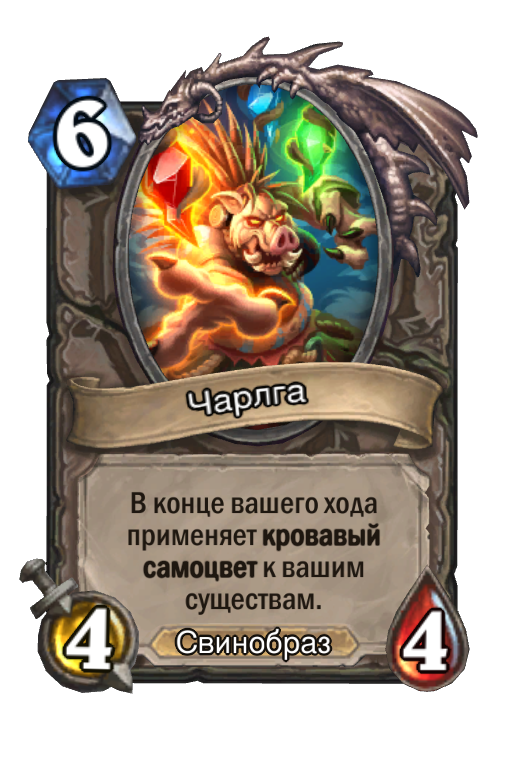 6
Чарлга
В конце вашего хода
применяет кровавый
самоцвет к вашим
существам.
4
Свинобраз
4